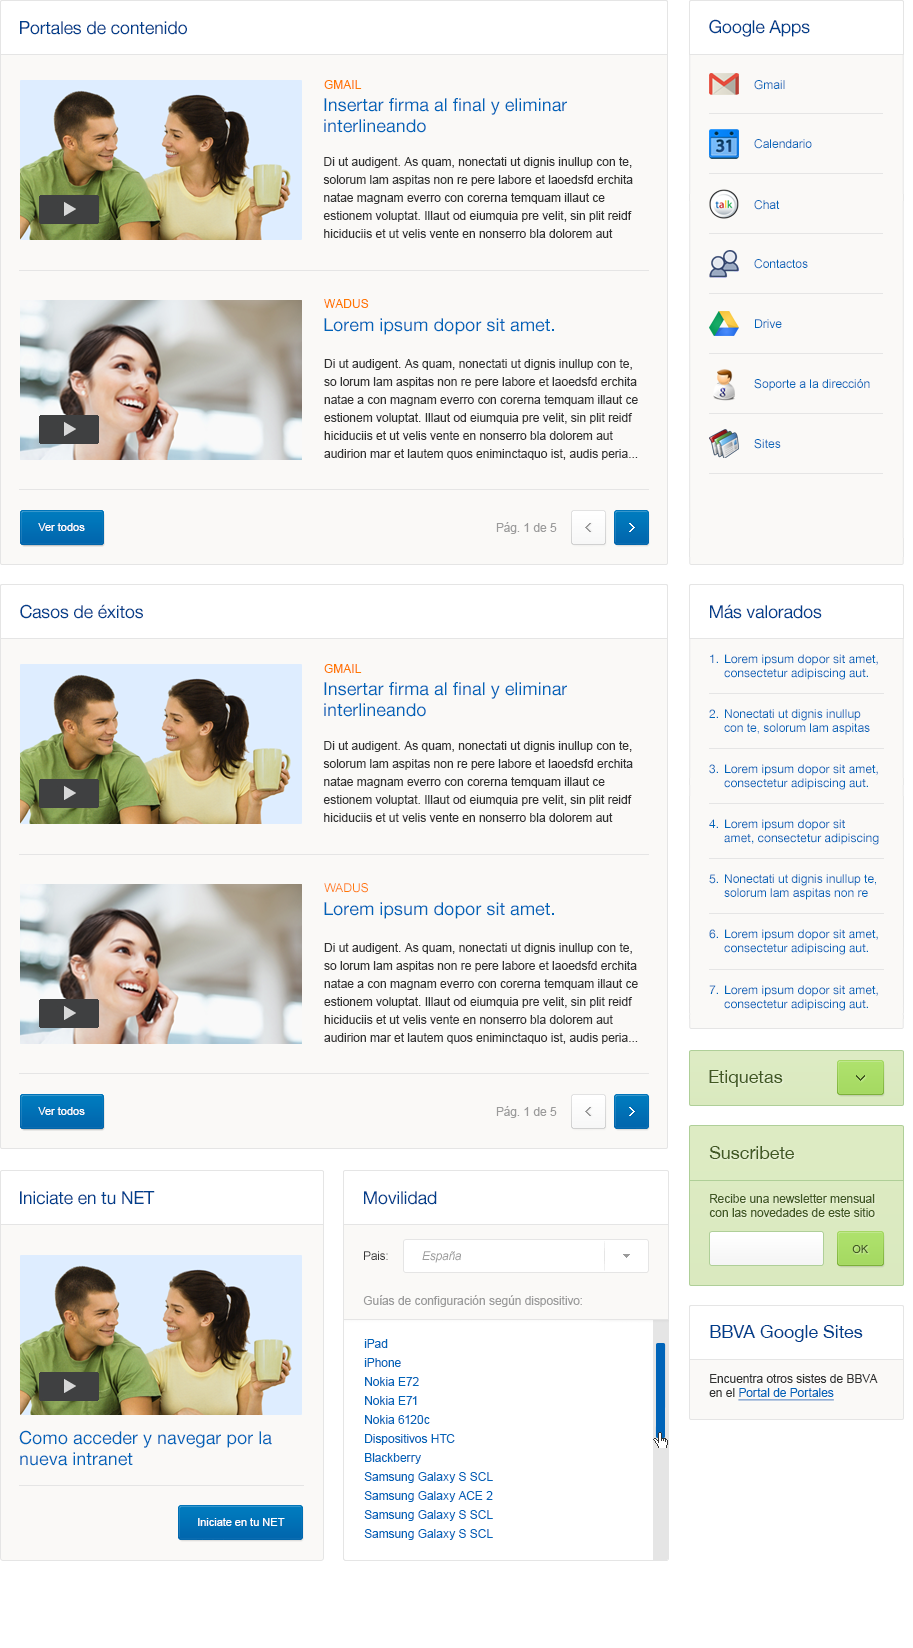 Portales de contenido
GMAIL
Insertar firma al final y eliminar
interlineando
Di ut audigent. As quam, nonectati ut dignis inullup con te,
solorum lam aspitas non re pere labore et laoedsfd erchita
natae magnam everro con corerna temquam illaut ce
estionem voluptat. Illaut od eiumquia pre velit, sin plit reidf
hiciduciis et ut velis vente en nonserro bla dolorem aut
WADUS
Lorem ipsum dopor sit amet.
Di ut audigent. As quam, nonectati ut dignis inullup con te,
so lorum lam aspitas non re pere labore et laoedsfd erchita
natae a con magnam everro con corerna temquam illaut ce
estionem voluptat. Illaut od eiumquia pre velit, sin plit reidf
hiciduciis et ut velis vente en nonserro bla dolorem aut
audirion mar et lautem quos eniminctaquo ist, audis peria...
Ver todos
Pág. 1 de 5
Google Apps
Gmail
31
Calendario
talk
Chat
Contactos
Drive
8
Soporte a la dirección
Sites
Casos de éxitos
GMAIL
Insertar firma al final y eliminar
interlineando
Di ut audigent. As quam, nonectati ut dignis inullup con te,
solorum lam aspitas non re pere labore et laoedsfd erchita
natae magnam everro con corerna temquam illaut ce
estionem voluptat. Illaut od eiumquia pre velit, sin plit reidf
hiciduciis et ut velis vente en nonserro bla dolorem aut
WADUS
Lorem ipsum dopor sit amet.
Di ut audigent. As quam, nonectati ut dignis inullup con te,
so lorum lam aspitas non re pere labore et laoedsfd erchita
natae a con magnam everro con corerna temquam illaut ce
estionem voluptat. Illaut od eiumquia pre velit, sin plit reidf
hiciduciis et ut velis vente en nonserro bla dolorem aut
audirion mar et lautem quos eniminctaquo ist, audis peria...
Ver todos
Pág. 1 de 5
Más valorados
1. Lorem ipsum dopor sit amet,
consectetur adipiscing aut.
2. Nonectati ut dignis inullup
con te, solorum lam aspitas
3. Lorem ipsum dopor sit amet,
consectetur adipiscing aut.
4. Lorem ipsum dopor sit
amet, consectetur adipiscing
5. Nonectati ut dignis inullup te,
solorum lam aspitas non re
6. Lorem ipsum dopor sit amet,
consectetur adipiscing aut.
7. Lorem ipsum dopor sit amet,
consectetur adipiscing aut.
Etiquetas
Suscribete
Recibe una newsletter mensual
con las novedades de este sitio
OK
BBVA Google Sites
Encuentra otros sistes de BBVA
en el Portal de Portales
Iniciate en tu NET
Como acceder y navegar por la
nueva intranet
Iniciate en tu NET
Movilidad
Pais:
España
Guías de configuración según dispositivo:
iPad
iPhone
Nokia E72
Nokia E71
Nokia 6120c
Dispositivos HTC
Blackberry
Samsung Galaxy S SCL
Samsung Galaxy ACE 2
Samsung Galaxy S SCL
Samsung Galaxy S SCL